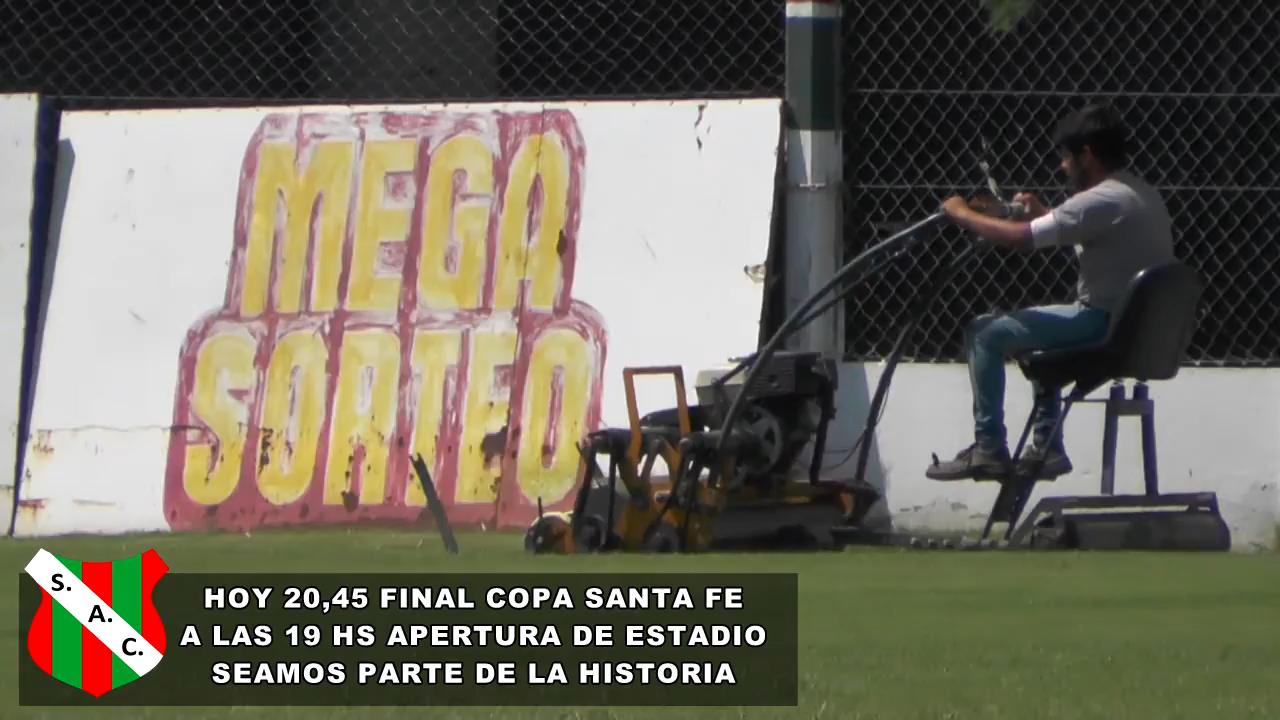 MEGA
SORTEO
S.
A.
C.
HOY 20,45 FINAL COPA SANTA FE
A LAS 19 HS APERTURA DE ESTADIO
SEAMOS PARTE DE LA HISTORIA